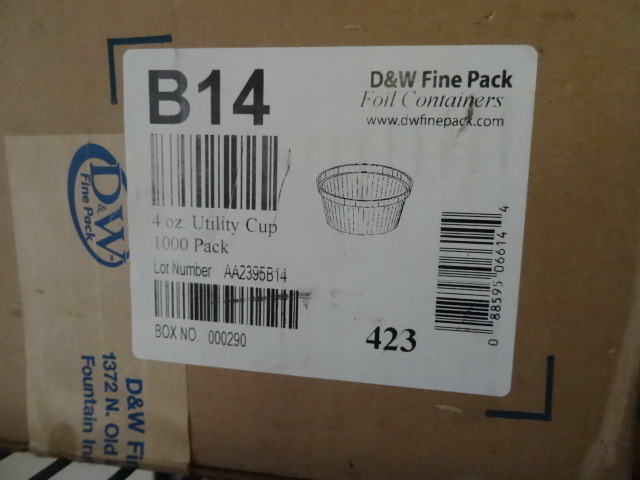 B14
D&W Fine Pack
Foil Containers
www.dwfinepack.com
4 oz. Utility Cup
1000 Pack
Lot Number AA2395B14
BOX NO. 000290
423
0 88595 06614 4
D&W
Fine Pack
D&W Fi
1372 N. Old
Fountain In